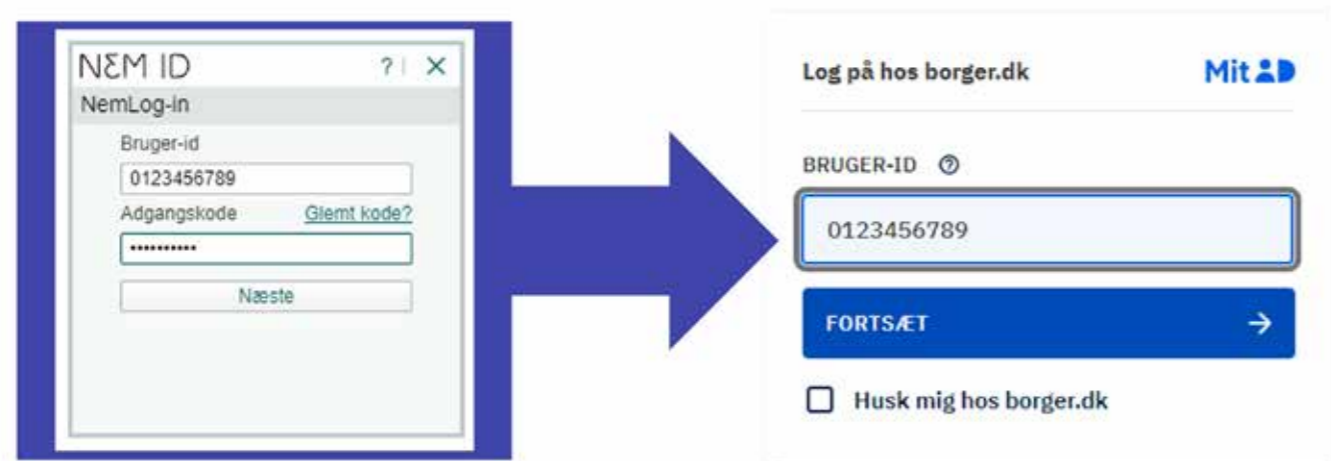 NEM ID ? X
NemLog-in
Bruger-id
0123456789
Adgangskode Glemt kode?
••••••••••
Næste
Log på hos borger.dk MitID
BRUGER-ID ?
0123456789
FORTSÆT →
Husk mig hos borger.dk